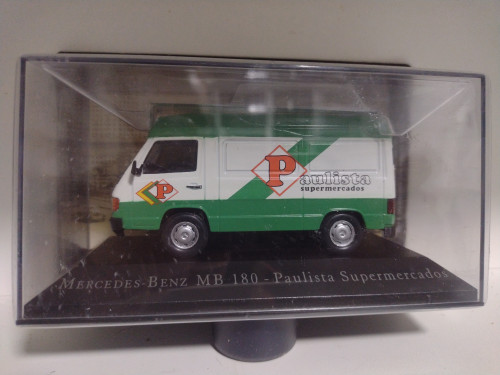 P
Paulista
supermercados
P
MERCEDES-BENZ MB 180 - Paulista Supermercados